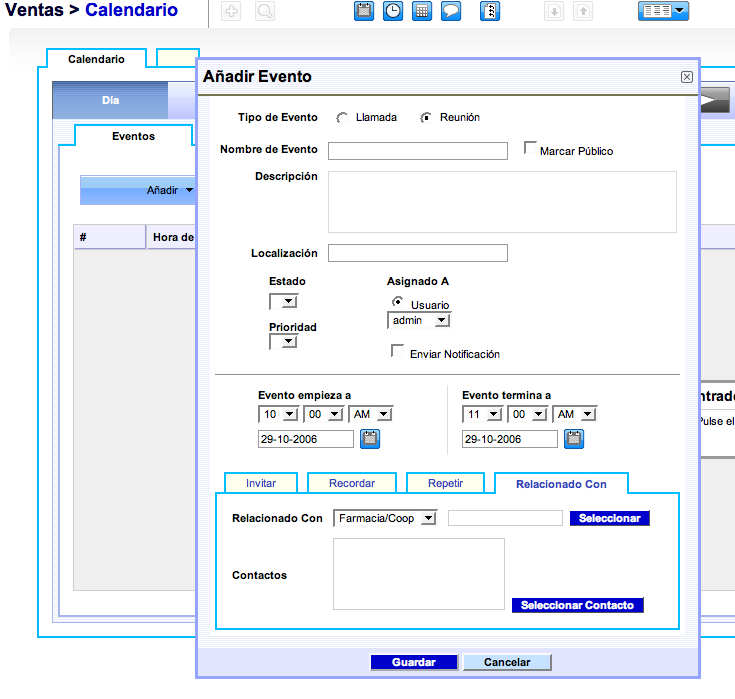 Ventas > Calendario
Calendario
Día
Eventos
Añadir
#
Hora de
Añadir Evento
Tipo de Evento
Llamada
Reunión
Nombre de Evento
Marcar Público
Descripción
Localización
Estado
Asignado A
Usuario
admin
Prioridad
Enviar Notificación
Evento empieza a
Evento termina a
10 00 AM
11 00 AM
29-10-2006
29-10-2006
Invitar
Recordar
Repetir
Relacionado Con
Relacionado Con
Farmacia/Coop
Seleccionar
Contactos
Seleccionar Contacto
Guardar
Cancelar
Pulse el